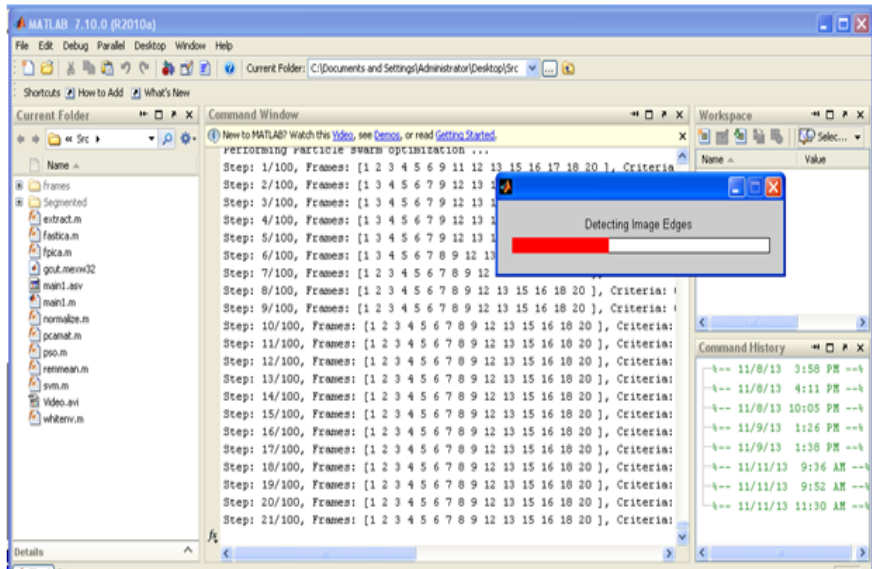 MATLAB 7.10.0 (R2010a)
File Edit Debug Parallel Desktop Window Help
Current Folder: C:\Documents and Settings\Administrator\Desktop\Src
Shortcuts How to Add What's New
Current Folder
« Src
Name
frames
Segmented
extract.m
fastica.m
fpica.m
gcut.mexw32
main1.asv
main1.m
normalize.m
pcamat.m
pso.m
remmean.m
svm.m
Video.avi
whitenv.m
Details
Command Window
New to MATLAB? Watch this Video, see Demos, or read Getting Started.
Performing Particle swarm optimization ...
Step: 1/100, Frames: [1 2 3 4 5 6 9 11 12 13 15 16 17 18 20 ], Criteria
Step: 2/100, Frames: [1 3 4 5 6 7 9 12 13 1
Step: 3/100, Frames: [1 3 4 5 6 7 9 12 13 1
Step: 4/100, Frames: [1 3 4 5 6 7 9 12 13 1
Step: 5/100, Frames: [1 3 4 5 6 7 9 12 13 1
Step: 6/100, Frames: [1 3 4 5 6 7 8 9 12 13
Step: 7/100, Frames: [1 2 3 4 5 6 7 8 9 12
Step: 8/100, Frames: [1 2 3 4 5 6 7 8 9 12 13 15 16 18 20 ], Criteria:
Step: 9/100, Frames: [1 2 3 4 5 6 7 8 9 12 13 15 16 18 20 ], Criteria:
Step: 10/100, Frames: [1 2 3 4 5 6 7 8 9 12 13 15 16 18 20 ], Criteria:
Step: 11/100, Frames: [1 2 3 4 5 6 7 8 9 12 13 15 16 18 20 ], Criteria:
Step: 12/100, Frames: [1 2 3 4 5 6 7 8 9 12 13 15 16 18 20 ], Criteria:
Step: 13/100, Frames: [1 2 3 4 5 6 7 8 9 12 13 15 16 18 20 ], Criteria:
Step: 14/100, Frames: [1 2 3 4 5 6 7 8 9 12 13 15 16 18 20 ], Criteria:
Step: 15/100, Frames: [1 2 3 4 5 6 7 8 9 12 13 15 16 18 20 ], Criteria:
Step: 16/100, Frames: [1 2 3 4 5 6 7 8 9 12 13 15 16 18 20 ], Criteria:
Step: 17/100, Frames: [1 2 3 4 5 6 7 8 9 12 13 15 16 18 20 ], Criteria:
Step: 18/100, Frames: [1 2 3 4 5 6 7 8 9 12 13 15 16 18 20 ], Criteria:
Step: 19/100, Frames: [1 2 3 4 5 6 7 8 9 12 13 15 16 18 20 ], Criteria:
Step: 20/100, Frames: [1 2 3 4 5 6 7 8 9 12 13 15 16 18 20 ], Criteria:
Step: 21/100, Frames: [1 2 3 4 5 6 7 8 9 12 13 15 16 18 20 ], Criteria:
fx
Detecting Image Edges
Workspace
Selec...
Name Value
Command History
%-- 11/8/13 3:58 PM --%
%-- 11/8/13 4:11 PM --%
%-- 11/8/13 10:05 PM --%
%-- 11/9/13 1:26 PM --%
%-- 11/9/13 1:38 PM --%
%-- 11/11/13 9:36 AM --%
%-- 11/11/13 9:52 AM --%
%-- 11/11/13 11:30 AM --%